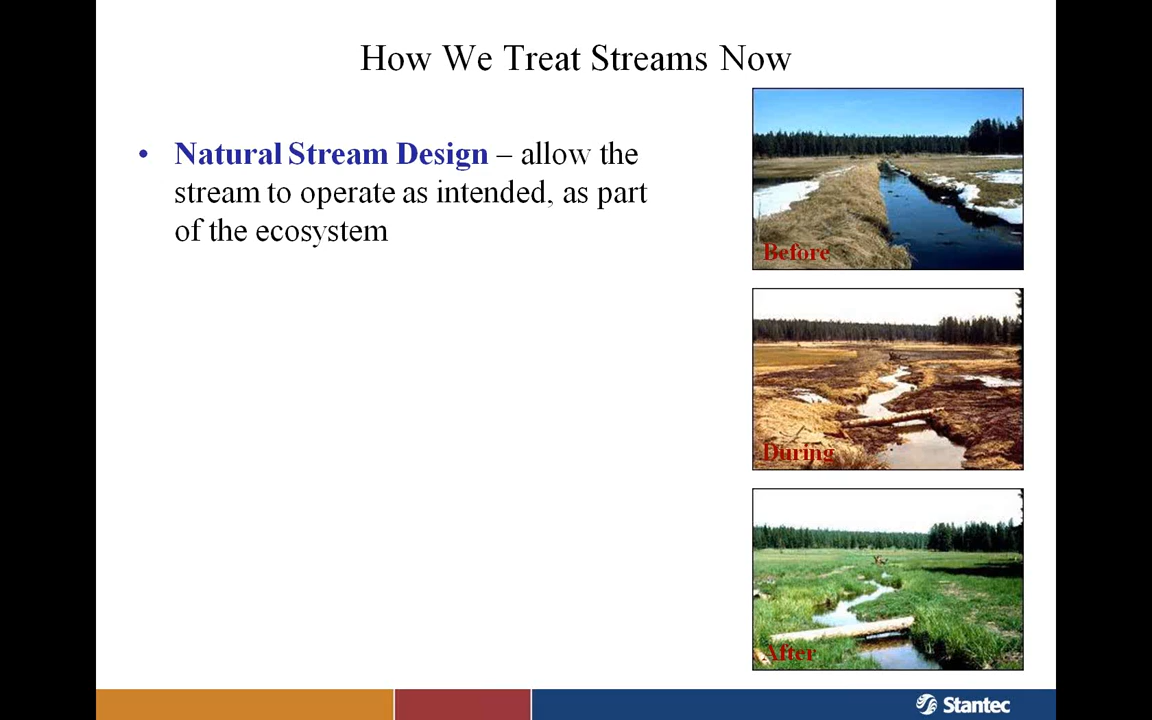 How We Treat Streams Now
• Natural Stream Design – allow the
stream to operate as intended, as part
of the ecosystem
Before
During
After
Stantec